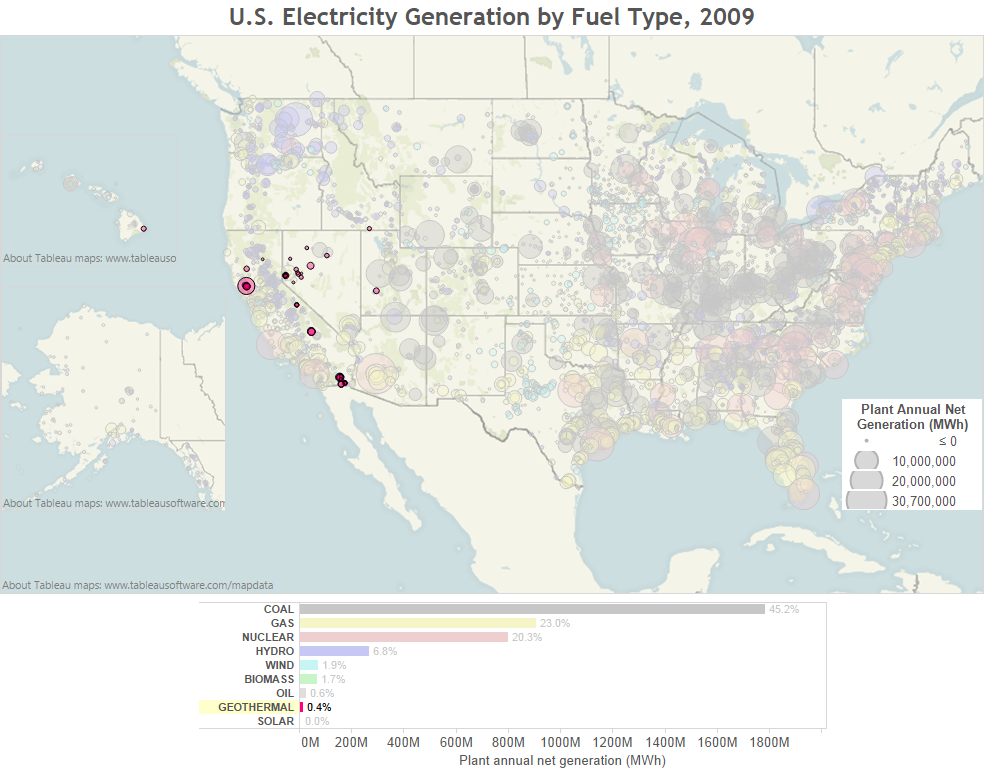 U.S. Electricity Generation by Fuel Type, 2009
About Tableau maps: www.tableauso
Plant Annual Net
Generation (MWh)
≤ 0
10,000,000
20,000,000
30,700,000
About Tableau maps: www.tableausoftware.com
About Tableau maps: www.tableausoftware.com/mapdata
COAL 45.2%
GAS 23.0%
NUCLEAR 20.3%
HYDRO 6.8%
WIND 1.9%
BIOMASS 1.7%
OIL 0.6%
GEOTHERMAL 0.4%
SOLAR 0.0%
0M 200M 400M 600M 800M 1000M 1200M 1400M 1600M 1800M
Plant annual net generation (MWh)